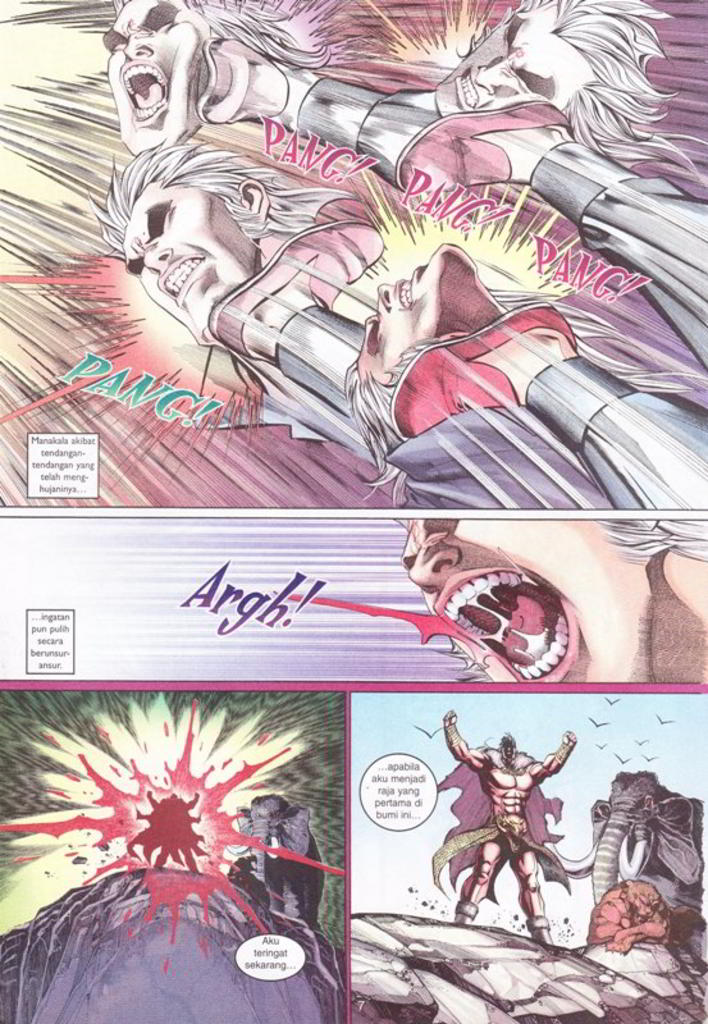 PANG!
PANG!
PANG!
PANG!
Manakala akibat
tendangan-
tendangan yang
telah meng-
hujaninya...
Argh!
...ingatan
pun pulih
secara
berunsur-
ansur.
Aku
teringat
sekarang...
...apabila
aku menjadi
raja yang
pertama di
bumi ini...